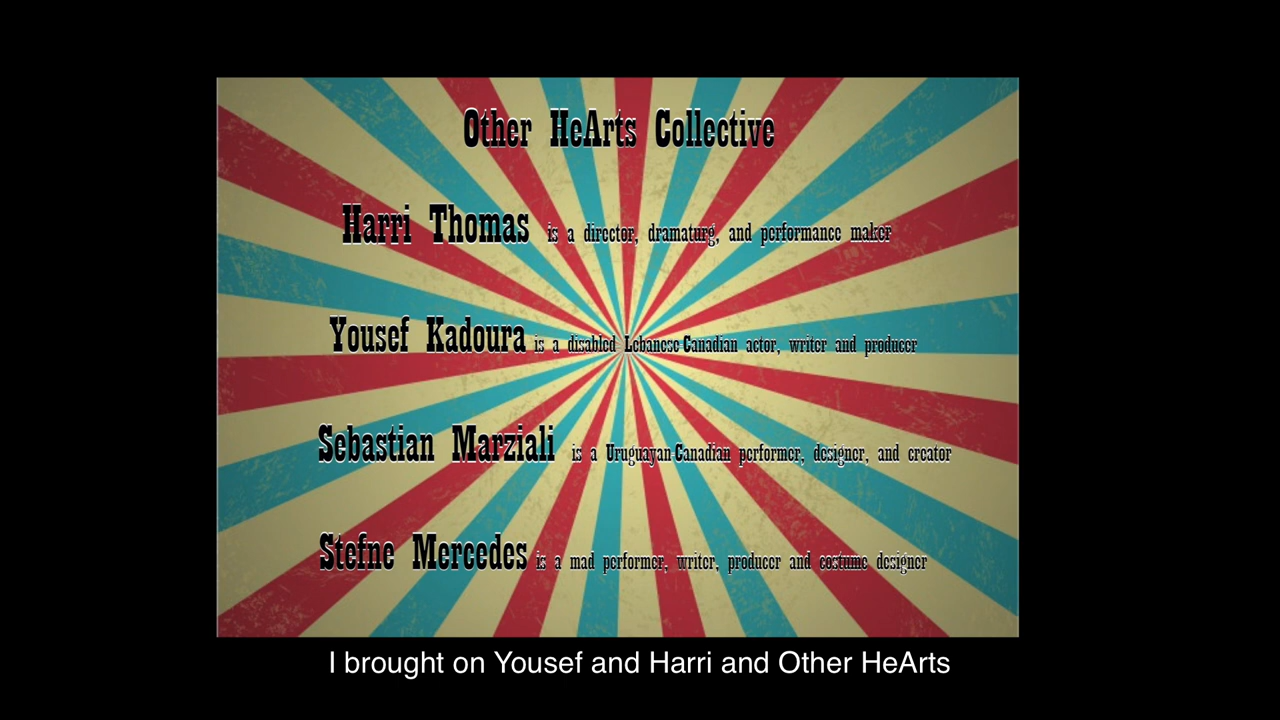 Other HeArts Collective
Harri Thomas is a director, dramaturg, and performance maker
Yousef Kadoura is a disabled Lebanese-Canadian actor, writer and producer
Sebastian Marziali is a Uruguayan-Canadian performer, designer, and creator
Stefne Mercedes is a mad performer, writer, producer and costume designer
I brought on Yousef and Harri and Other HeArts